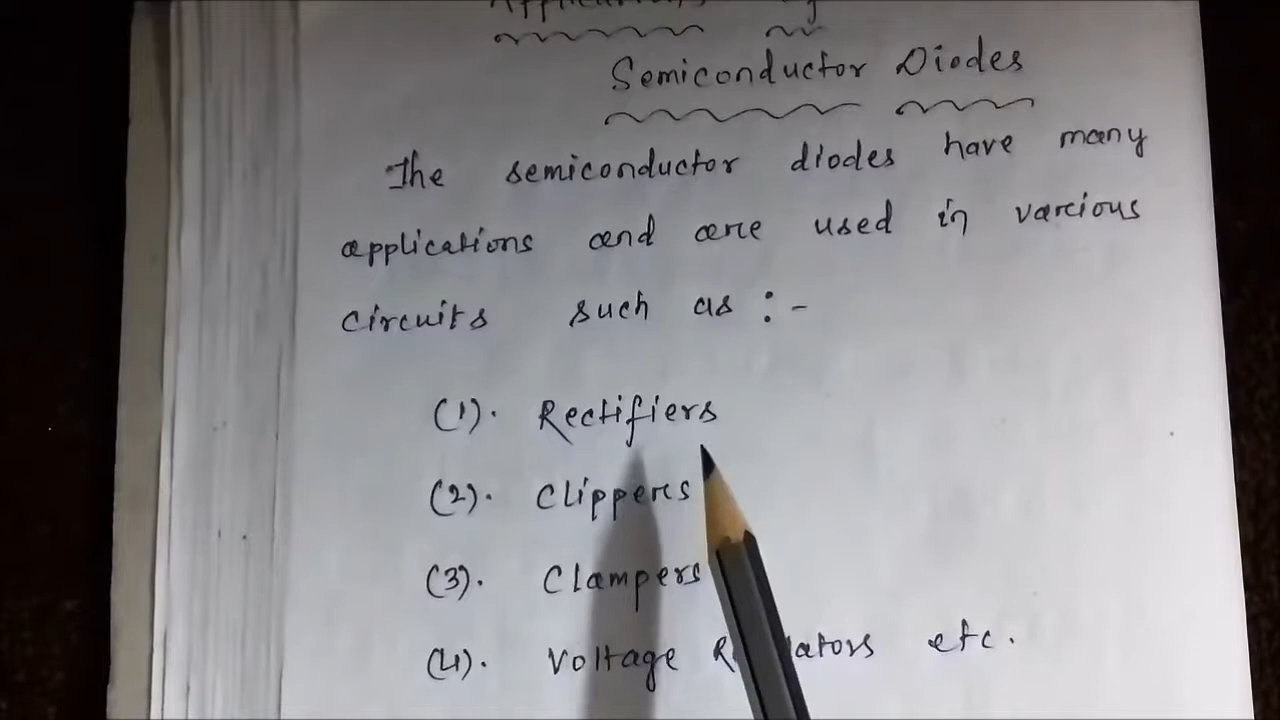 Semiconductor Diodes
The semiconductor diodes have many
applications and are used in various
circuits such as :-
(1). Rectifiers
(2). Clippers
(3). Clampers
(4). Voltage etc.